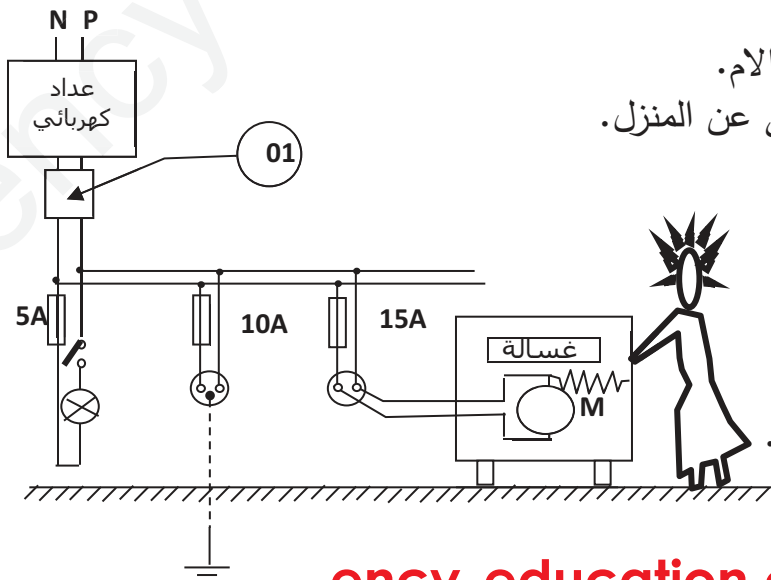 N P
الام.
عن المنزل.
عداد
كهربائي
01
5A
10A
15A
غسالة
M
ency-education